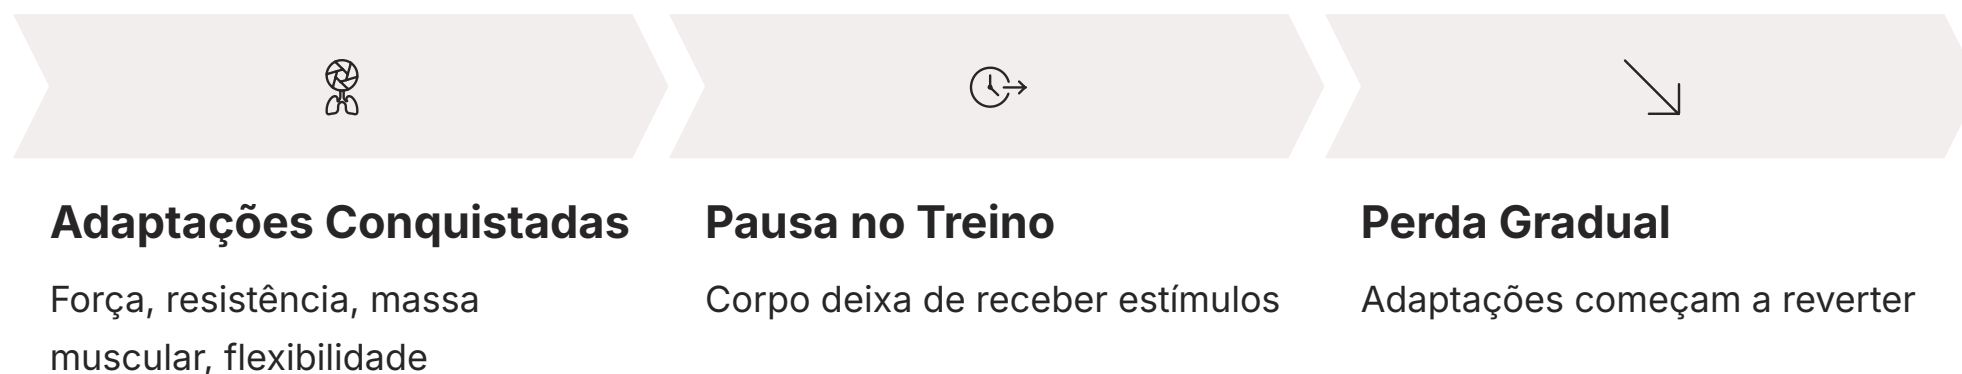 Adaptações Conquistadas
Força, resistência, massa
muscular, flexibilidade
Pausa no Treino
Corpo deixa de receber estímulos
Perda Gradual
Adaptações começam a reverter